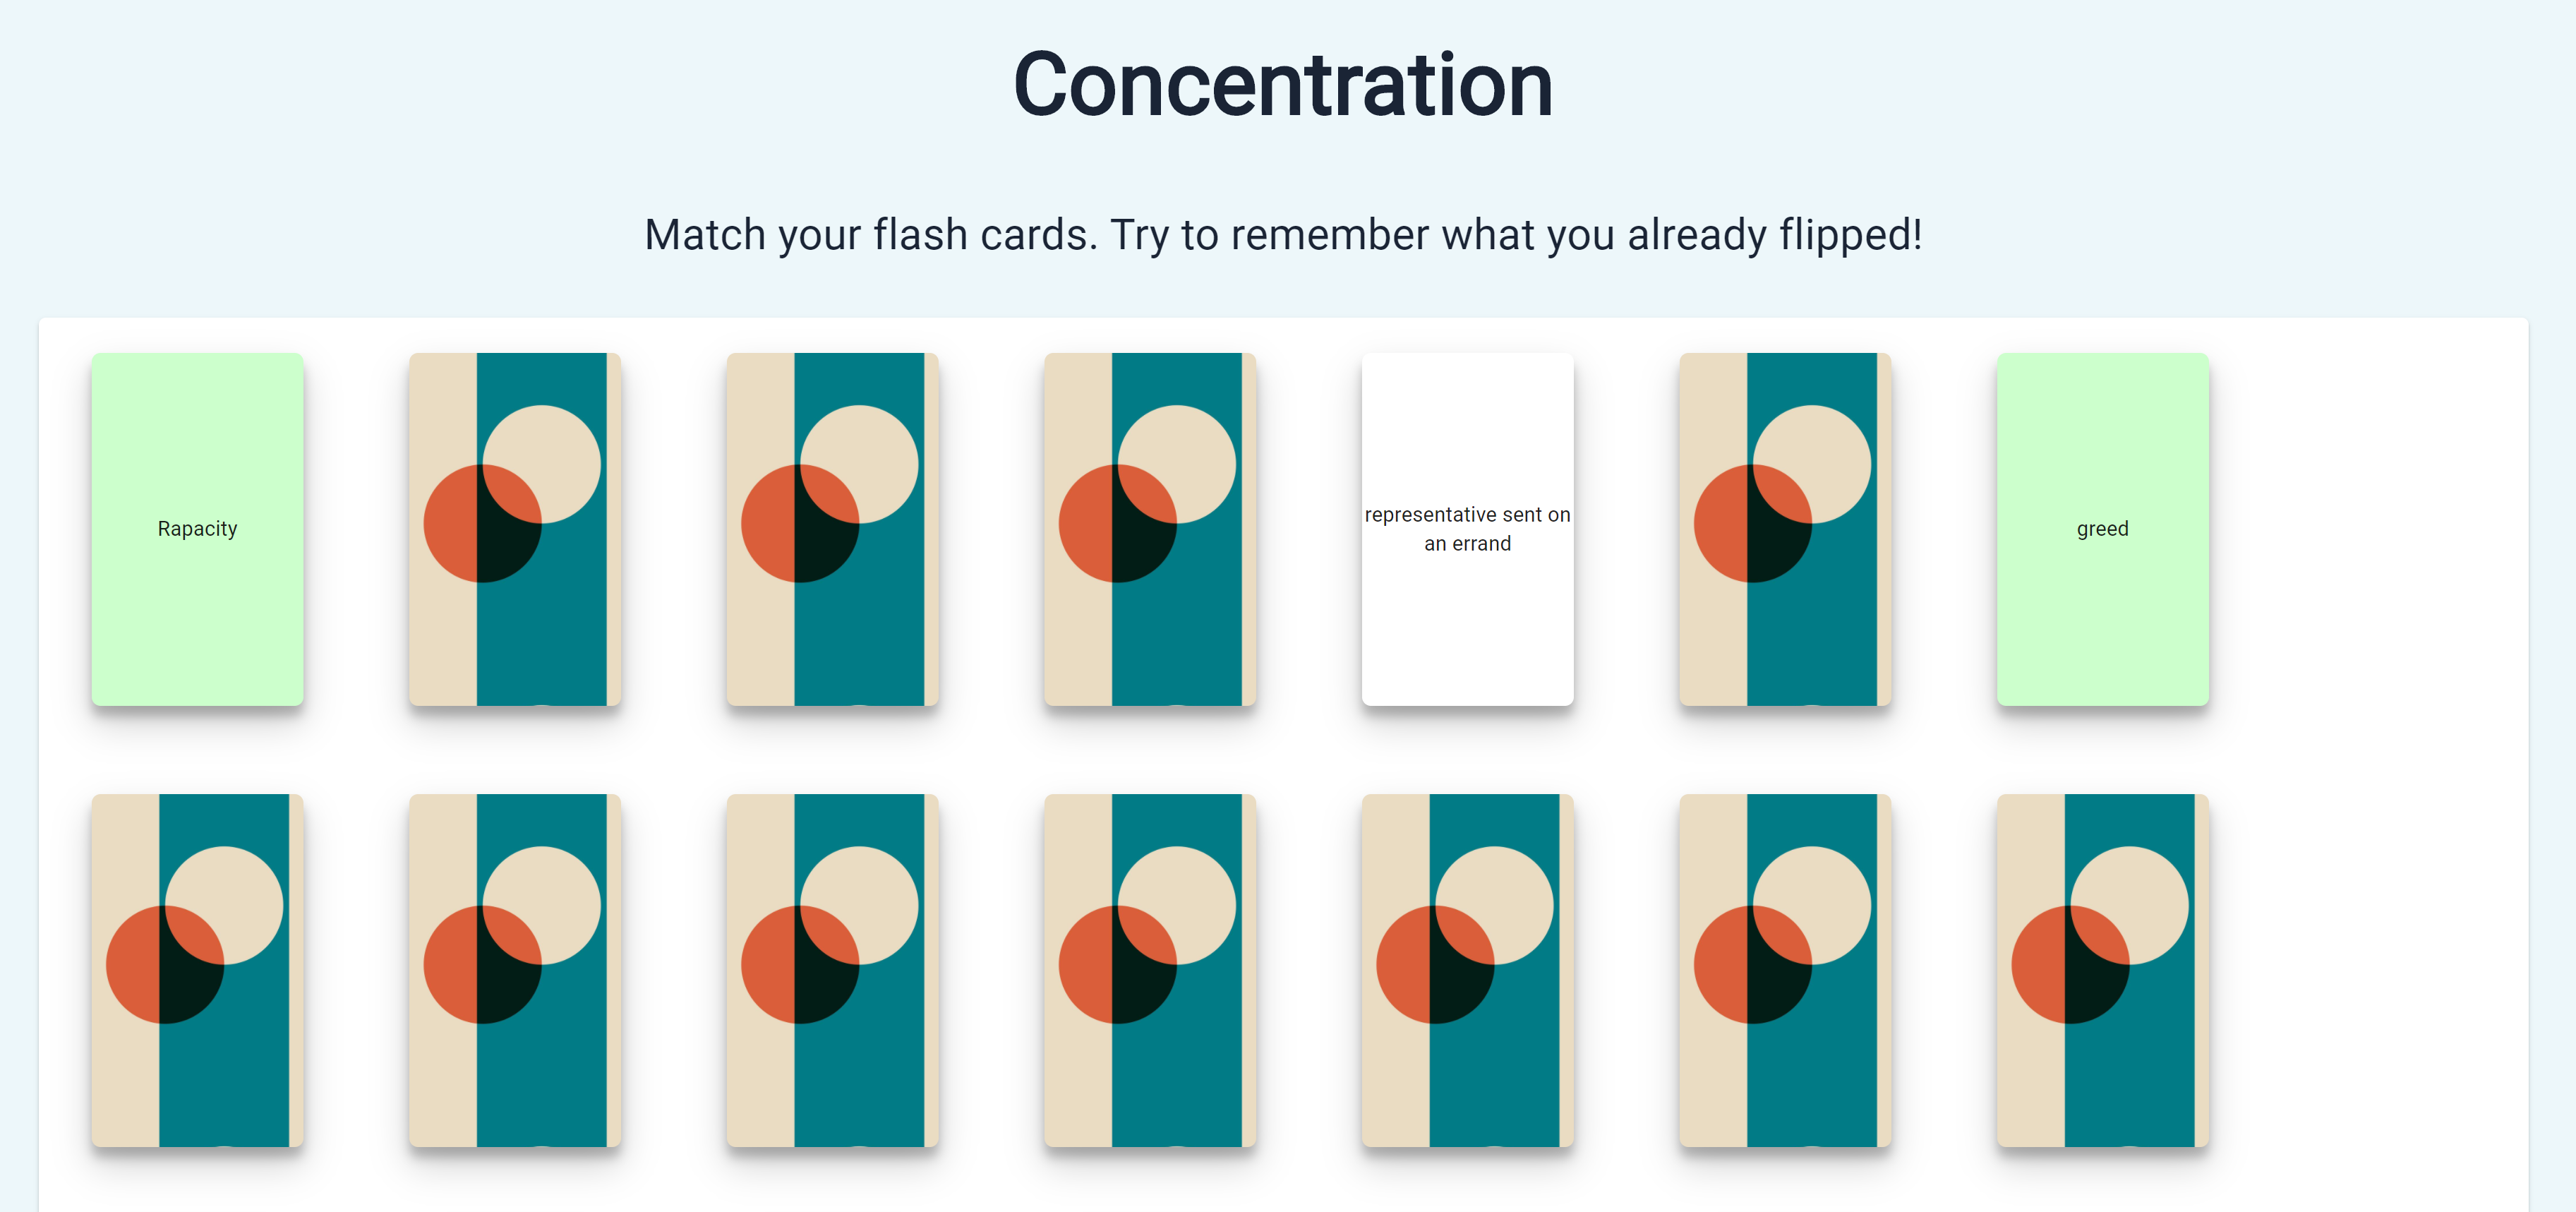 Concentration
Match your flash cards. Try to remember what you already flipped!
Rapacity
representative sent on
an errand
greed